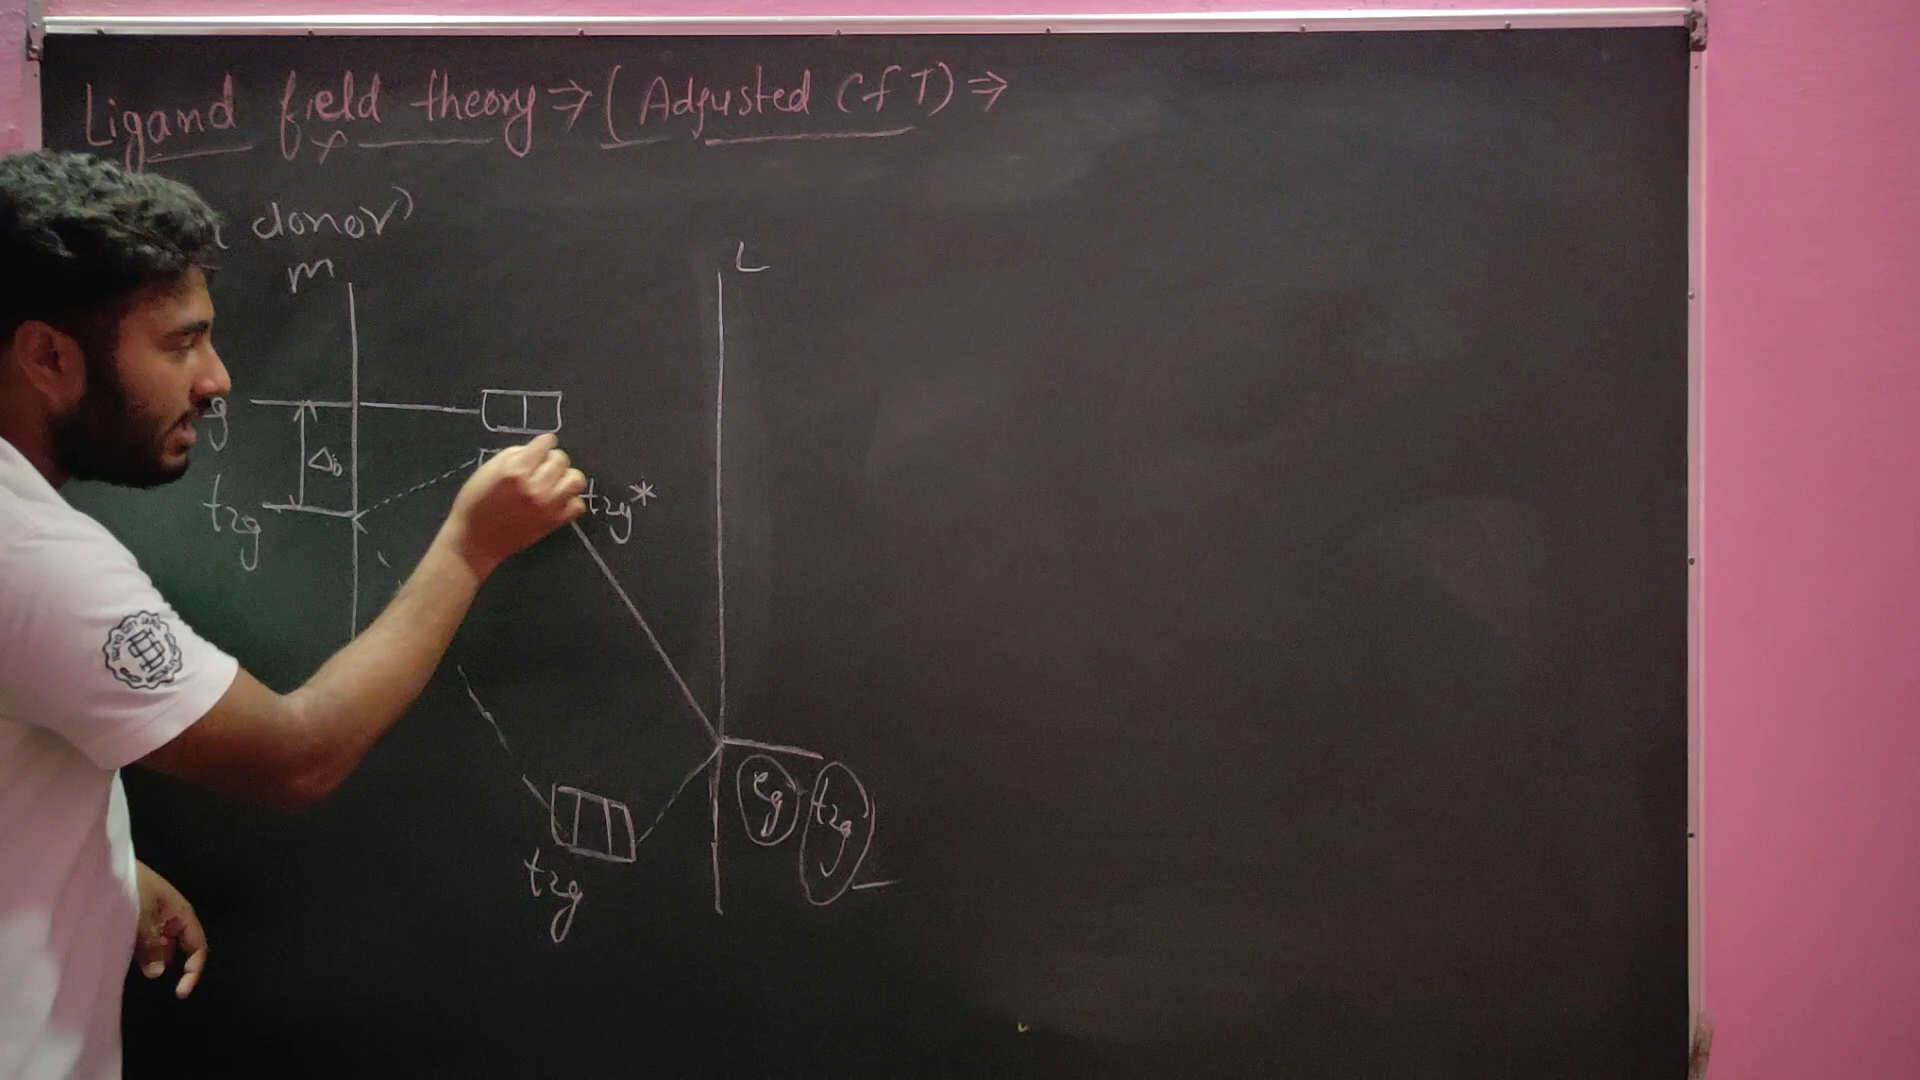 Ligand field theory ⇒ (Adjusted CFT) ⇒
donor)
m
L
g
Δo
t2g
t2g*
eg t2g
t2g